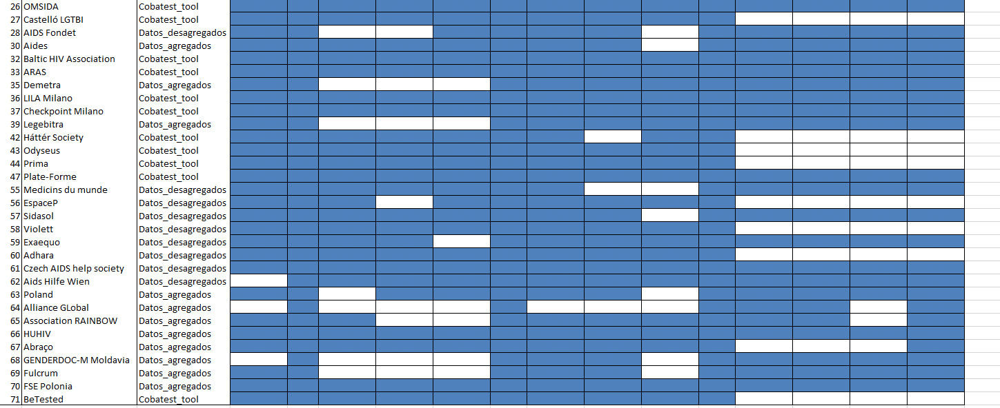 26 OMSIDA Cobatest_tool
27 Castelló LGTBI Cobatest_tool
28 AIDS Fondet Datos_desagregados
30 Aides Datos_agregados
32 Baltic HIV Association Cobatest_tool
33 ARAS Cobatest_tool
35 Demetra Datos_agregados
36 LILA Milano Cobatest_tool
37 Checkpoint Milano Cobatest_tool
39 Legebitra Datos_agregados
42 Háttér Society Cobatest_tool
43 Odyseus Cobatest_tool
44 Prima Cobatest_tool
47 Plate-Forme Cobatest_tool
55 Medicins du munde Datos_desagregados
56 EspaceP Datos_desagregados
57 Sidasol Datos_desagregados
58 Violett Datos_desagregados
59 Exaequo Datos_desagregados
60 Adhara Datos_desagregados
61 Czech AIDS help society Datos_desagregados
62 Aids Hilfe Wien Datos_desagregados
63 Poland Datos_agregados
64 Alliance GLobal Datos_agregados
65 Association RAINBOW Datos_agregados
66 HUHIV Datos_agregados
67 Abraço Datos_agregados
68 GENDERDOC-M Moldavia Datos_agregados
69 Fulcrum Datos_agregados
70 FSE Polonia Datos_agregados
71 BeTested Cobatest_tool